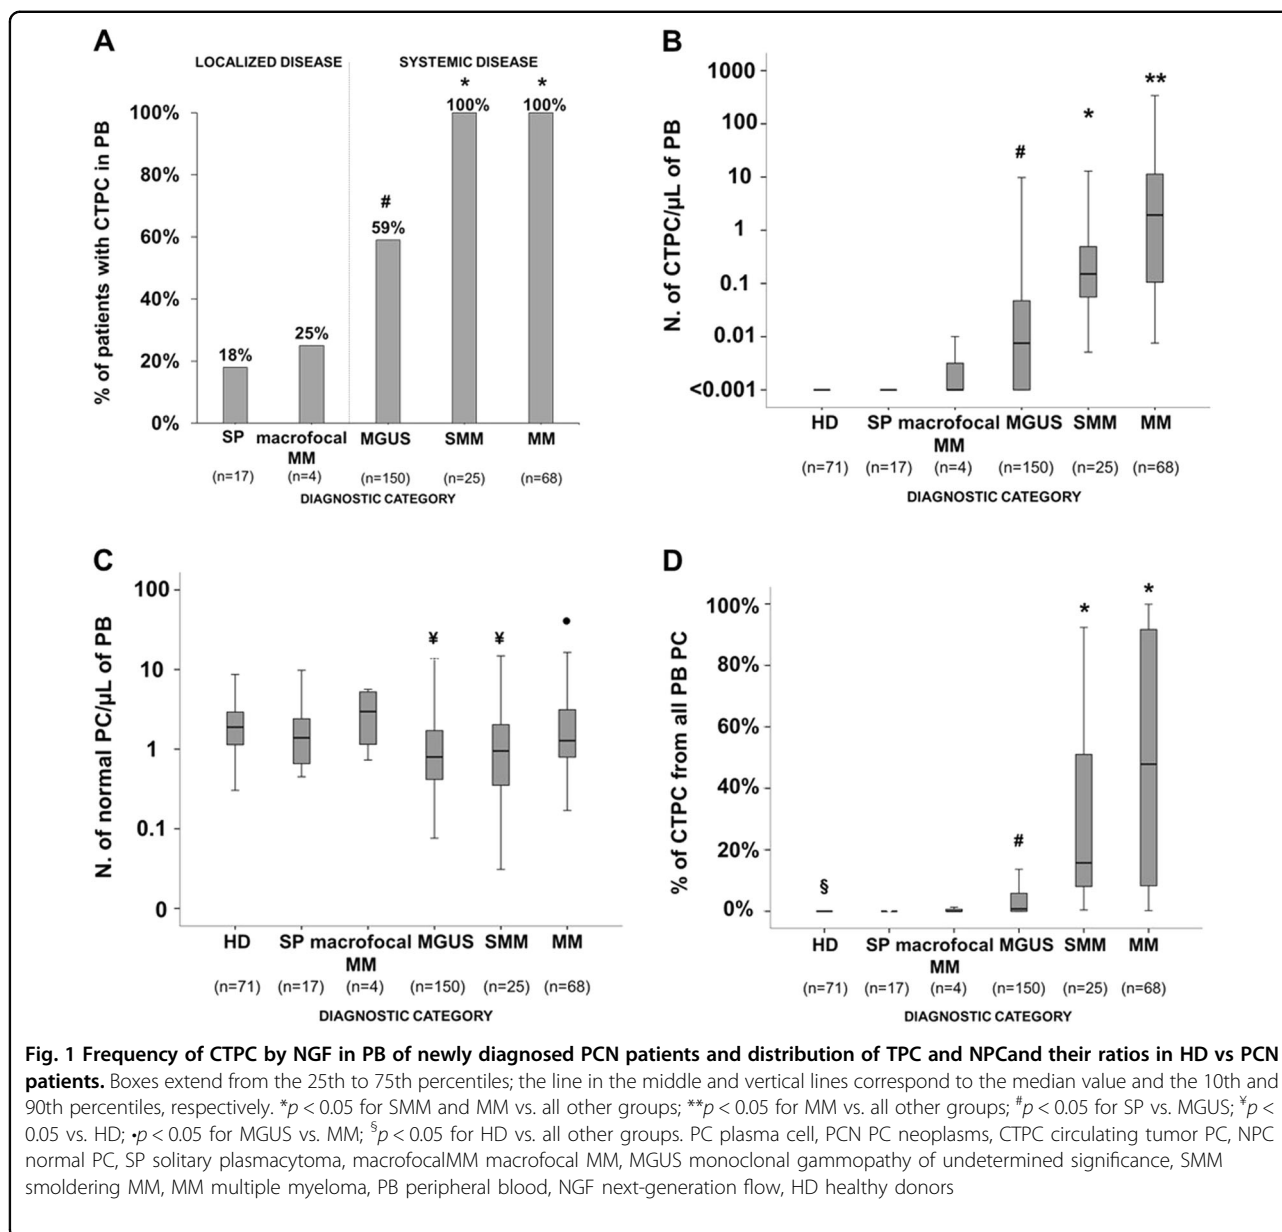 A
LOCALIZED DISEASE
SYSTEMIC DISEASE
% of patients with CTPC in PB
100%
80%
60%
40%
20%
0%
18%
25%
#
59%
*
100%
*
100%
SP macrofocal MGUS SMM MM
MM
(n=17) (n=4) (n=150) (n=25) (n=68)
DIAGNOSTIC CATEGORY
B
N. of CTPC/µL of PB
1000
100
10
1
0.1
0.01
<0.001
# * **
HD SP macrofocal MGUS SMM MM
MM
(n=71) (n=17) (n=4) (n=150) (n=25) (n=68)
DIAGNOSTIC CATEGORY
C
N. of normal PC/µL of PB
100
10
1
0.1
0
¥ ¥ •
HD SP macrofocal MGUS SMM MM
MM
(n=71) (n=17) (n=4) (n=150) (n=25) (n=68)
DIAGNOSTIC CATEGORY
D
% of CTPC from all PB PC
100%
80%
60%
40%
20%
0%
§ # * *
HD SP macrofocal MGUS SMM MM
MM
(n=71) (n=17) (n=4) (n=150) (n=25) (n=68)
DIAGNOSTIC CATEGORY
Fig. 1 Frequency of CTPC by NGF in PB of newly diagnosed PCN patients and distribution of TPC and NPCand their ratios in HD vs PCN
patients. Boxes extend from the 25th to 75th percentiles; the line in the middle and vertical lines correspond to the median value and the 10th and
90th percentiles, respectively. *p < 0.05 for SMM and MM vs. all other groups; **p < 0.05 for MM vs. all other groups; #p < 0.05 for SP vs. MGUS; ¥p <
0.05 vs. HD; •p < 0.05 for MGUS vs. MM; §p < 0.05 for HD vs. all other groups. PC plasma cell, PCN PC neoplasms, CTPC circulating tumor PC, NPC
normal PC, SP solitary plasmacytoma, macrofocalMM macrofocal MM, MGUS monoclonal gammopathy of undetermined significance, SMM
smoldering MM, MM multiple myeloma, PB peripheral blood, NGF next-generation flow, HD healthy donors